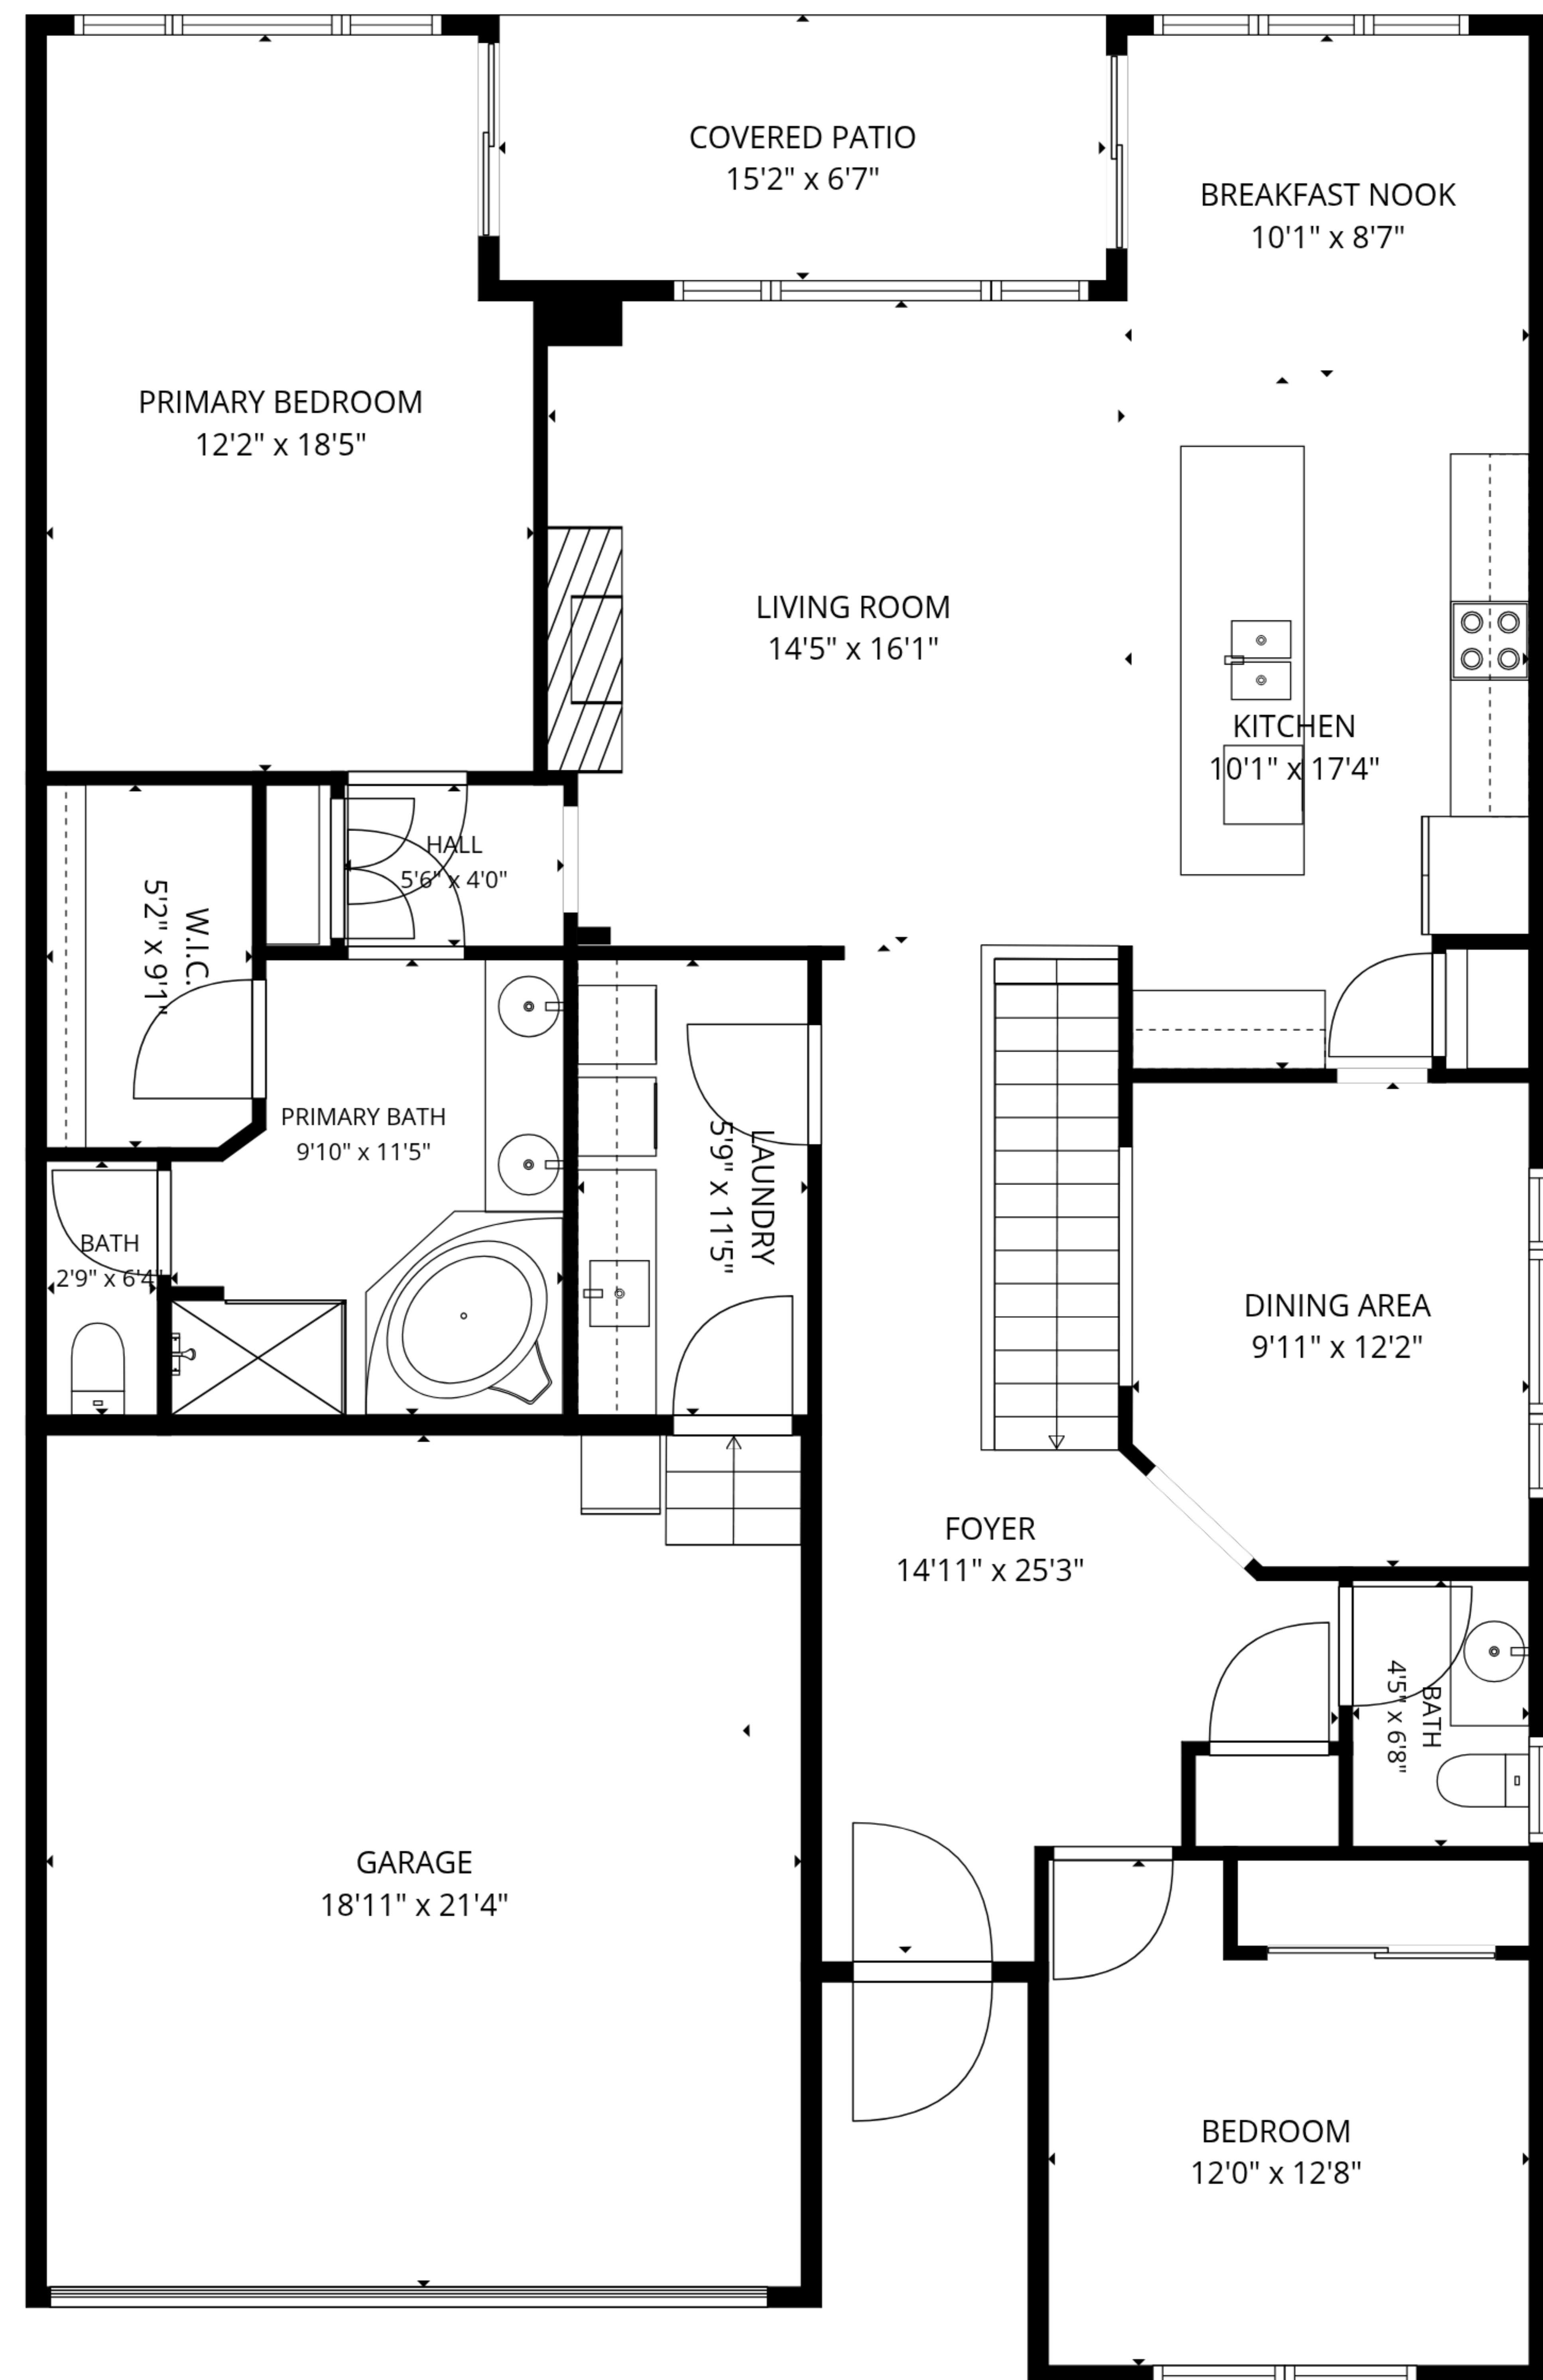 COVERED PATIO
15'2" x 6'7"
BREAKFAST NOOK
10'1" x 8'7"
PRIMARY BEDROOM
12'2" x 18'5"
LIVING ROOM
14'5" x 16'1"
KITCHEN
10'1" x 17'4"
HALL
5'6" x 4'0"
W.I.C.
5'2" x 9'1"
PRIMARY BATH
9'10" x 11'5"
LAUNDRY
5'9" x 11'5"
BATH
2'9" x 6'4"
DINING AREA
9'11" x 12'2"
FOYER
14'11" x 25'3"
BATH
4'5" x 6'8"
GARAGE
18'11" x 21'4"
BEDROOM
12'0" x 12'8"